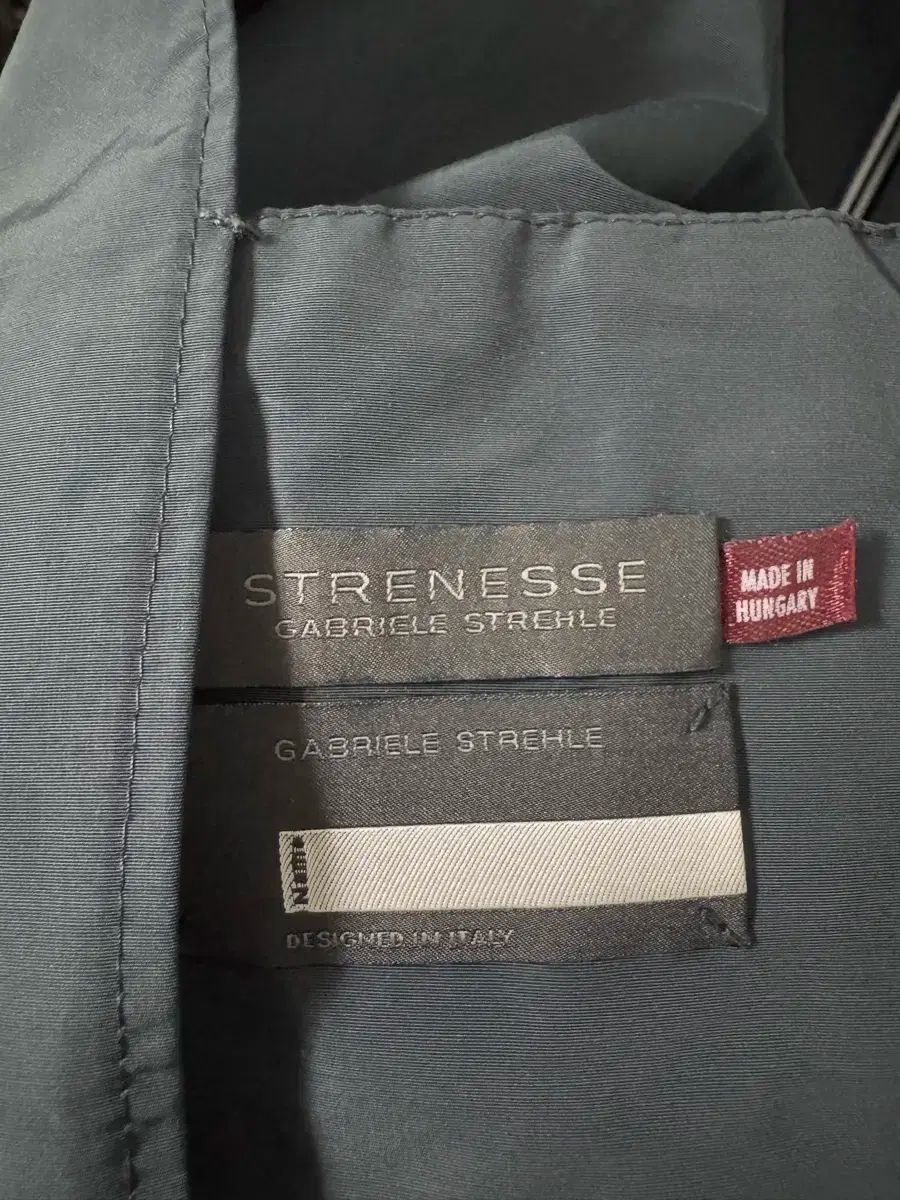 STRENESSE
GABRIELE STREHLE
MADE IN
HUNGARY
GABRIELE STREHLE
DESIGNED IN ITALY